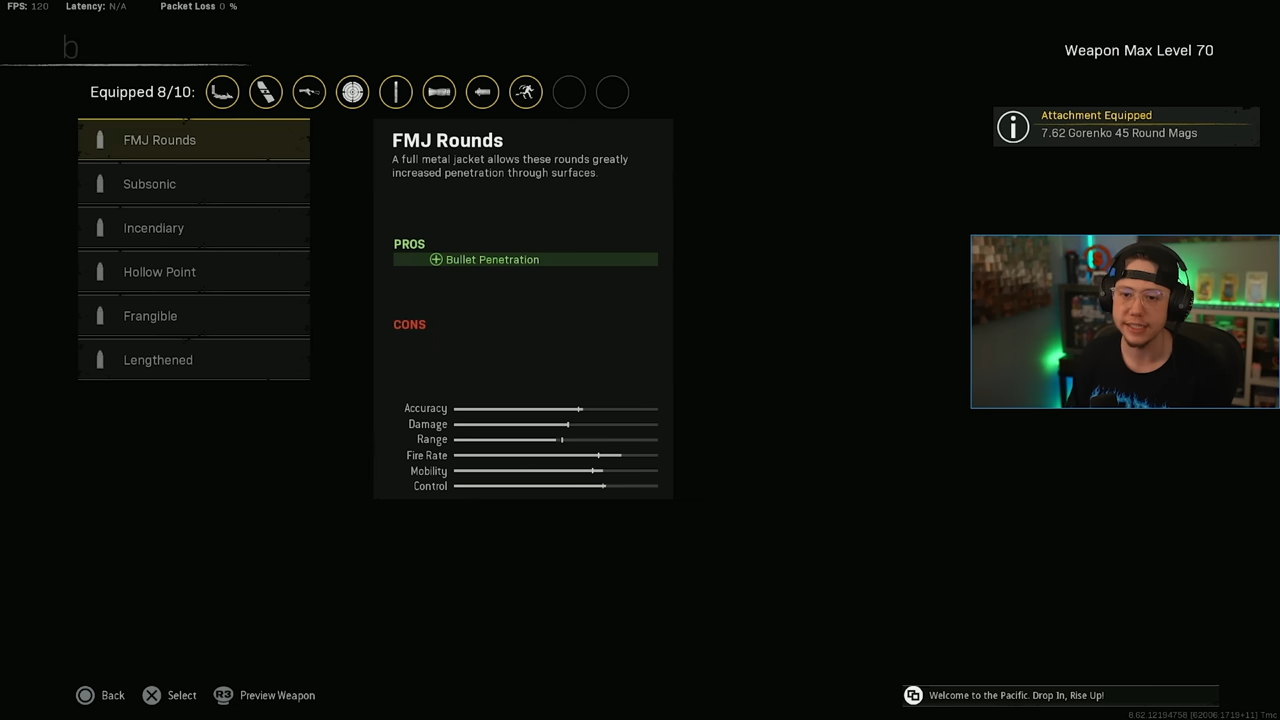 FPS: 120 Latency: N/A Packet Loss 0 %
b
Weapon Max Level 70
Equipped 8/10:
Attachment Equipped
7.62 Gorenko 45 Round Mags
FMJ Rounds
Subsonic
Incendiary
Hollow Point
Frangible
Lengthened
FMJ Rounds
A full metal jacket allows these rounds greatly
increased penetration through surfaces.
PROS
Bullet Penetration
CONS
Accuracy
Damage
Range
Fire Rate
Mobility
Control
Back
Select
R3 Preview Weapon
Welcome to the Pacific. Drop In, Rise Up!